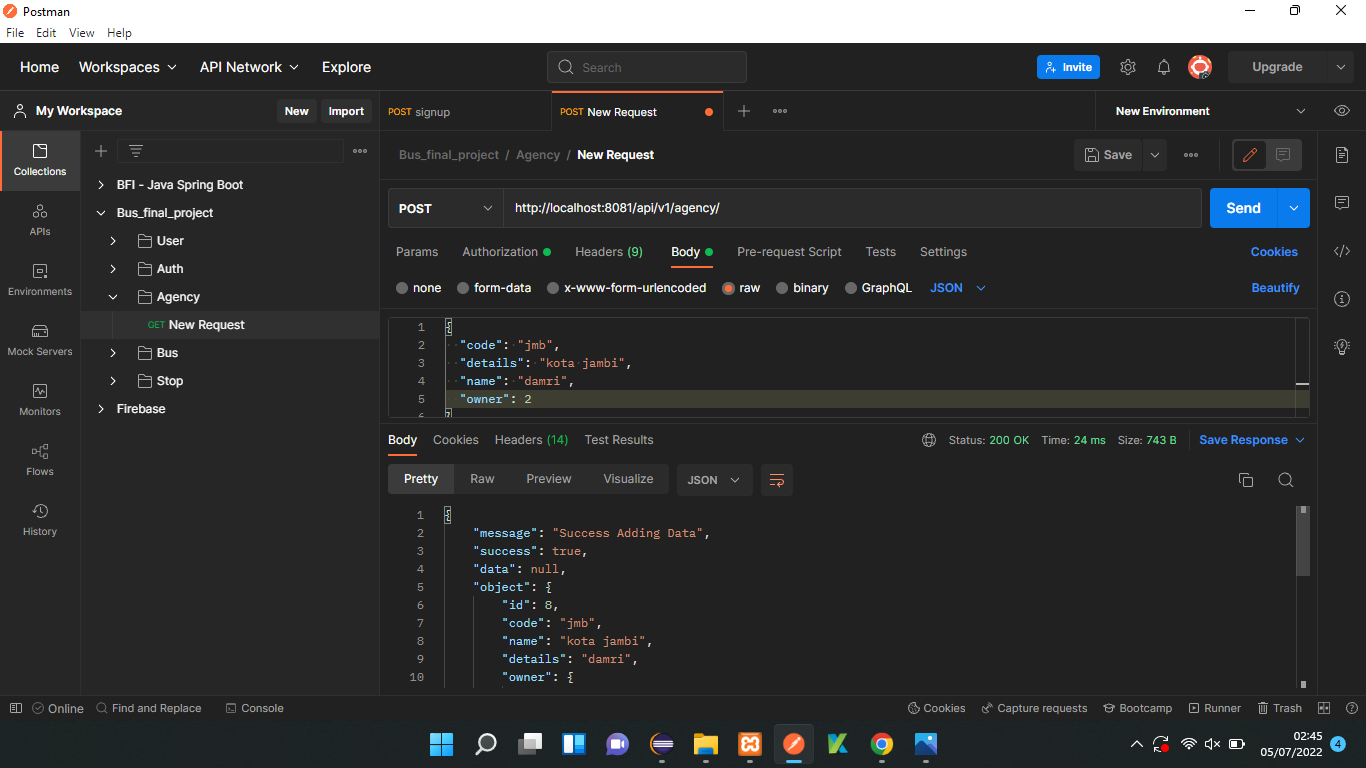 Postman
File Edit View Help
Home Workspaces API Network Explore Search Invite Upgrade
My Workspace New Import POST signup POST New Request New Environment
Collections
APIs
Environments
Mock Servers
Monitors
Flows
History
BFI - Java Spring Boot
Bus_final_project
User
Auth
Agency
GET New Request
Bus
Stop
Firebase
Bus_final_project / Agency / New Request Save
POST http://localhost:8081/api/v1/agency/ Send
Params Authorization Headers (9) Body Pre-request Script Tests Settings Cookies
none form-data x-www-form-urlencoded raw binary GraphQL JSON Beautify
1 {
2 "code": "jmb",
3 "details": "kota jambi",
4 "name": "damri",
5 "owner": 2
6 }
Body Cookies Headers (14) Test Results Status: 200 OK Time: 24 ms Size: 743 B Save Response
Pretty Raw Preview Visualize JSON
1 {
2 "message": "Success Adding Data",
3 "success": true,
4 "data": null,
5 "object": {
6 "id": 8,
7 "code": "jmb",
8 "name": "kota jambi",
9 "details": "damri",
10 "owner": {
Online Find and Replace Console Cookies Capture requests Bootcamp Runner Trash
02:45
05/07/2022 4